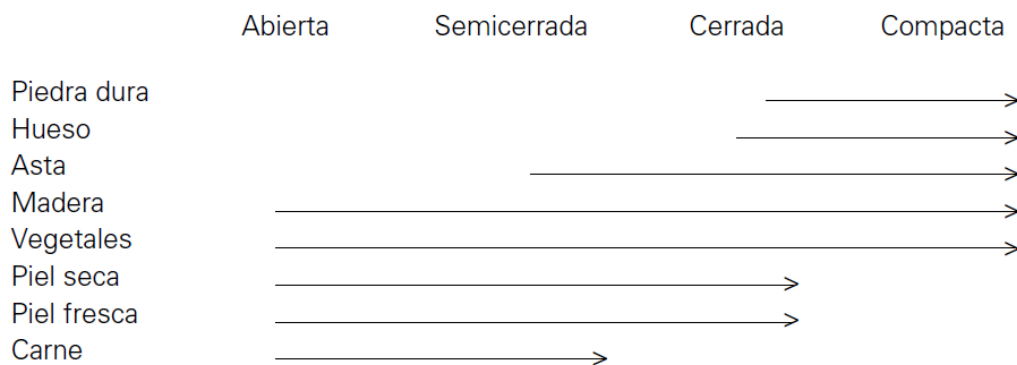 Abierta Semicerrada Cerrada Compacta
Piedra dura
Hueso
Asta
Madera
Vegetales
Piel seca
Piel fresca
Carne